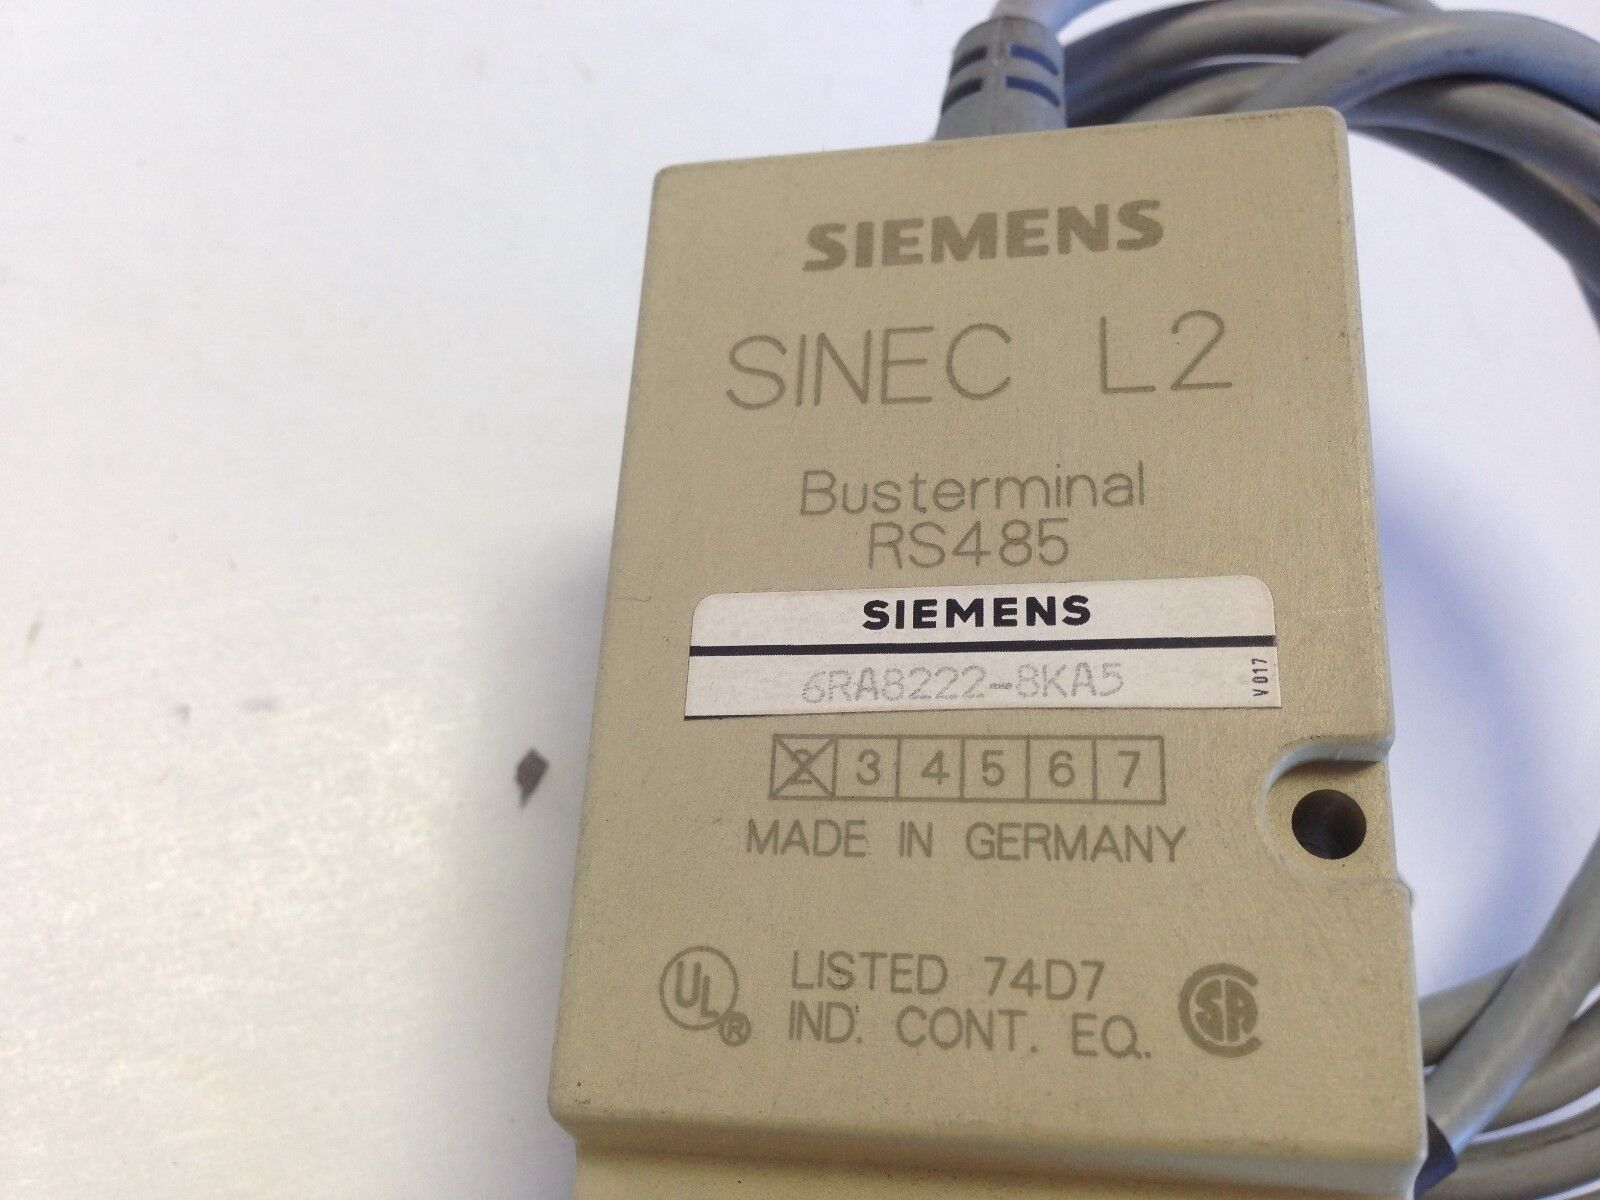 SIEMENS
SINEC L2
Busterminal
RS485
SIEMENS
6RA8222-8KA5
V017
2 3 4 5 6 7
MADE IN GERMANY
UL ®
LISTED 74D7
IND. CONT. EQ.
SA